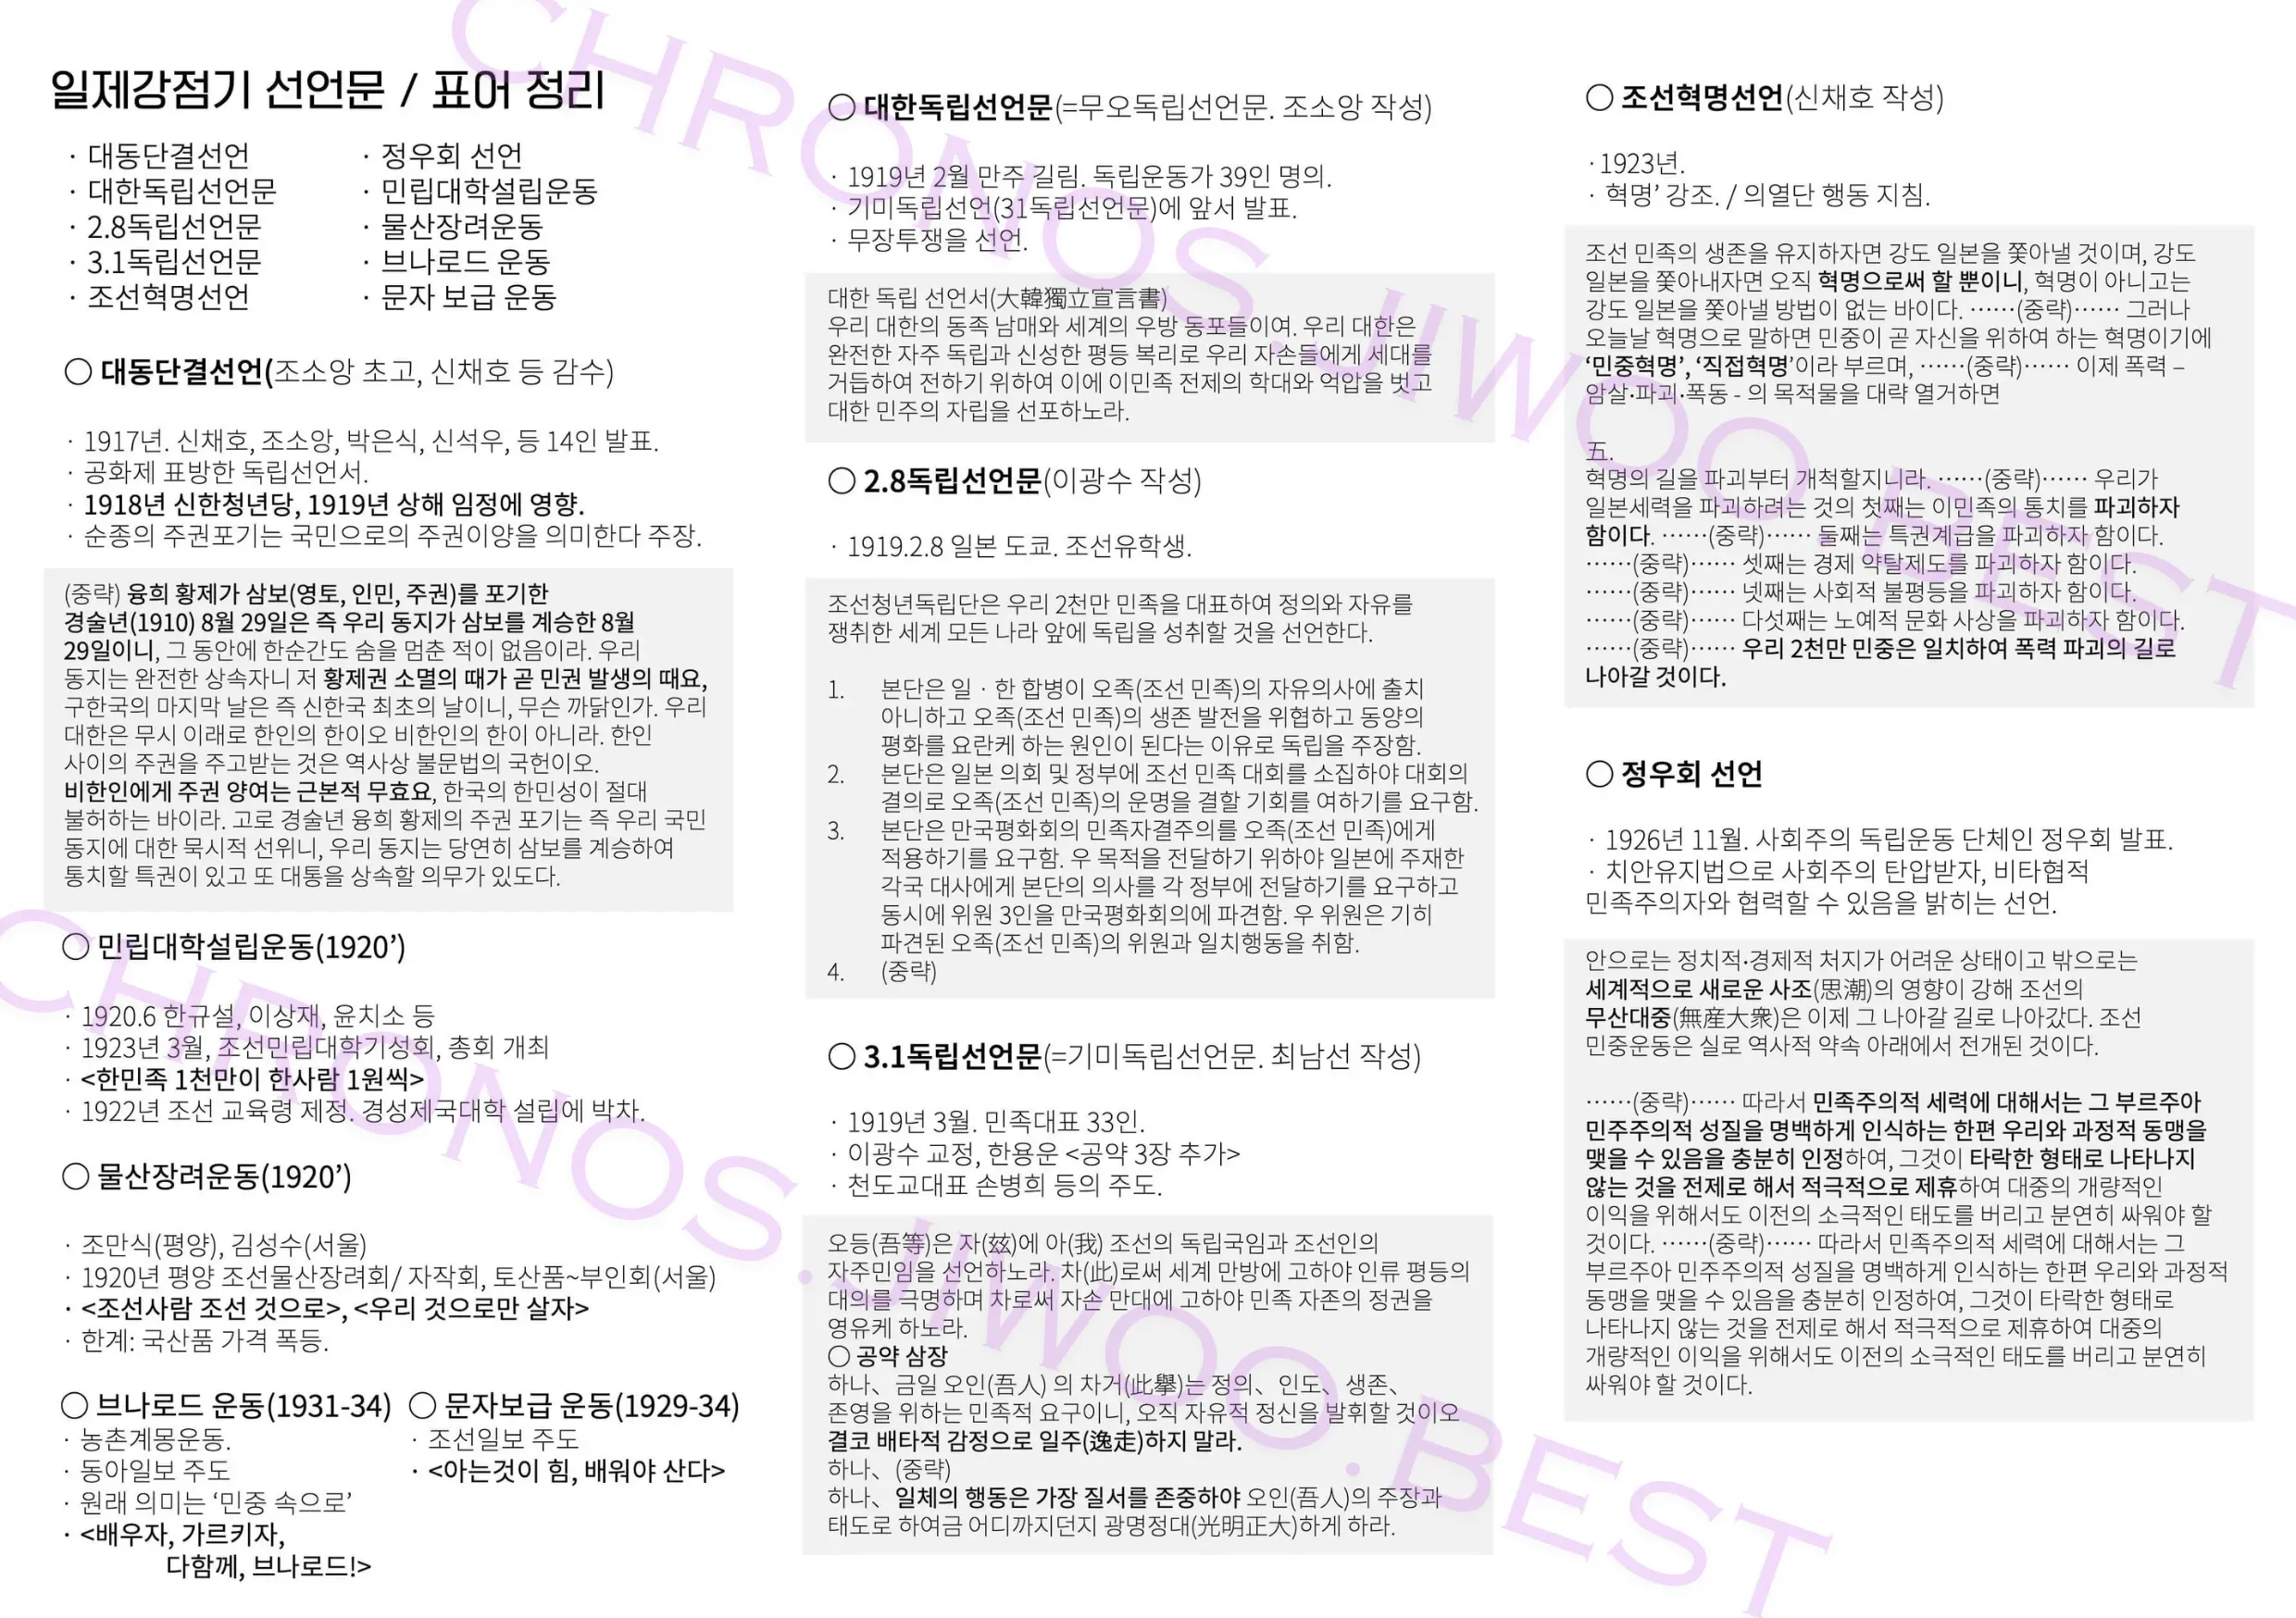 일제강점기 선언문 / 표어 정리
· 대동단결선언
· 대한독립선언문
· 2.8독립선언문
· 3.1독립선언문
· 조선혁명선언
· 정우회 선언
· 민립대학설립운동
· 물산장려운동
· 브나로드 운동
· 문자 보급 운동
○ 대동단결선언(조소앙 초고, 신채호 등 감수)
· 1917년. 신채호, 조소앙, 박은식, 신석우, 등 14인 발표.
· 공화제 표방한 독립선언서.
· 1918년 신한청년당, 1919년 상해 임정에 영향.
· 순종의 주권포기는 국민으로의 주권이양을 의미한다 주장.
(중략) 융희 황제가 삼보(영토, 인민, 주권)를 포기한
경술년(1910) 8월 29일은 즉 우리 동지가 삼보를 계승한 8월
29일이니, 그 동안에 한순간도 숨을 멈춘 적이 없음이라. 우리
동지는 완전한 상속자니 저 황제권 소멸의 때가 곧 민권 발생의 때요,
구한국의 마지막 날은 즉 신한국 최초의 날이니, 무슨 까닭인가. 우리
대한은 무시 이래로 한인의 한이오 비한인의 한이 아니라. 한인
사이의 주권을 주고받는 것은 역사상 불문법의 국헌이오.
비한인에게 주권 양여는 근본적 무효요, 한국의 한민성이 절대
불허하는 바이라. 고로 경술년 융희 황제의 주권 포기는 즉 우리 국민
동지에 대한 묵시적 선위니, 우리 동지는 당연히 삼보를 계승하여
통치할 특권이 있고 또 대통을 상속할 의무가 있도다.
○ 민립대학설립운동(1920’)
· 1920.6 한규설, 이상재, 윤치소 등
· 1923년 3월, 조선민립대학기성회, 총회 개최
· <한민족 1천만이 한사람 1원씩>
· 1922년 조선 교육령 제정. 경성제국대학 설립에 박차.
○ 물산장려운동(1920’)
· 조만식(평양), 김성수(서울)
· 1920년 평양 조선물산장려회/ 자작회, 토산품~부인회(서울)
· <조선사람 조선 것으로>, <우리 것으로만 살자>
· 한계: 국산품 가격 폭등.
○ 브나로드 운동(1931-34)
· 농촌계몽운동.
· 동아일보 주도
· 원래 의미는 ‘민중 속으로’
· <배우자, 가르키자,
다함께, 브나로드!>
○ 문자보급 운동(1929-34)
· 조선일보 주도
· <아는것이 힘, 배워야 산다>
○ 대한독립선언문(=무오독립선언문. 조소앙 작성)
· 1919년 2월 만주 길림. 독립운동가 39인 명의.
· 기미독립선언(31독립선언문)에 앞서 발표.
· 무장투쟁을 선언.
대한 독립 선언서(大韓獨立宣言書)
우리 대한의 동족 남매와 세계의 우방 동포들이여. 우리 대한은
완전한 자주 독립과 신성한 평등 복리로 우리 자손들에게 세대를
거듭하여 전하기 위하여 이에 이민족 전제의 학대와 억압을 벗고
대한 민주의 자립을 선포하노라.
○ 2.8독립선언문(이광수 작성)
· 1919.2.8 일본 도쿄. 조선유학생.
조선청년독립단은 우리 2천만 민족을 대표하여 정의와 자유를
쟁취한 세계 모든 나라 앞에 독립을 성취할 것을 선언한다.
1. 본단은 일 · 한 합병이 오족(조선 민족)의 자유의사에 출치
아니하고 오족(조선 민족)의 생존 발전을 위협하고 동양의
평화를 요란케 하는 원인이 된다는 이유로 독립을 주장함.
2. 본단은 일본 의회 및 정부에 조선 민족 대회를 소집하야 대회의
결의로 오족(조선 민족)의 운명을 결할 기회를 여하기를 요구함.
3. 본단은 만국평화회의 민족자결주의를 오족(조선 민족)에게
적용하기를 요구함. 우 목적을 전달하기 위하야 일본에 주재한
각국 대사에게 본단의 의사를 각 정부에 전달하기를 요구하고
동시에 위원 3인을 만국평화회의에 파견함. 우 위원은 기히
파견된 오족(조선 민족)의 위원과 일치행동을 취함.
4. (중략)
○ 3.1독립선언문(=기미독립선언문. 최남선 작성)
· 1919년 3월. 민족대표 33인.
· 이광수 교정, 한용운 <공약 3장 추가>
· 천도교대표 손병희 등의 주도.
오등(吾等)은 자(玆)에 아(我) 조선의 독립국임과 조선인의
자주민임을 선언하노라. 차(此)로써 세계 만방에 고하야 인류 평등의
대의를 극명하며 차로써 자손 만대에 고하야 민족 자존의 정권을
영유케 하노라.
○ 공약 삼장
하나、금일 오인(吾人) 의 차거(此擧)는 정의、인도、생존、
존영을 위하는 민족적 요구이니, 오직 자유적 정신을 발휘할 것이오
결코 배타적 감정으로 일주(逸走)하지 말라.
하나、(중략)
하나、일체의 행동은 가장 질서를 존중하야 오인(吾人)의 주장과
태도로 하여금 어디까지던지 광명정대(光明正大)하게 하라.
○ 조선혁명선언(신채호 작성)
· 1923년.
· 혁명’ 강조. / 의열단 행동 지침.
조선 민족의 생존을 유지하자면 강도 일본을 쫓아낼 것이며, 강도
일본을 쫓아내자면 오직 혁명으로써 할 뿐이니, 혁명이 아니고는
강도 일본을 쫓아낼 방법이 없는 바이다. ……(중략)…… 그러나
오늘날 혁명으로 말하면 민중이 곧 자신을 위하여 하는 혁명이기에
‘민중혁명’, ‘직접혁명’이라 부르며, ……(중략)…… 이제 폭력 –
암살·파괴·폭동 - 의 목적물을 대략 열거하면
五.
혁명의 길을 파괴부터 개척할지니라. ……(중략)…… 우리가
일본세력을 파괴하려는 것의 첫째는 이민족의 통치를 파괴하자
함이다. ……(중략)…… 둘째는 특권계급을 파괴하자 함이다.
……(중략)…… 셋째는 경제 약탈제도를 파괴하자 함이다.
……(중략)…… 넷째는 사회적 불평등을 파괴하자 함이다.
……(중략)…… 다섯째는 노예적 문화 사상을 파괴하자 함이다.
……(중략)…… 우리 2천만 민중은 일치하여 폭력 파괴의 길로
나아갈 것이다.
○ 정우회 선언
· 1926년 11월. 사회주의 독립운동 단체인 정우회 발표.
· 치안유지법으로 사회주의 탄압받자, 비타협적
민족주의자와 협력할 수 있음을 밝히는 선언.
안으로는 정치적·경제적 처지가 어려운 상태이고 밖으로는
세계적으로 새로운 사조(思潮)의 영향이 강해 조선의
무산대중(無産大衆)은 이제 그 나아갈 길로 나아갔다. 조선
민중운동은 실로 역사적 약속 아래에서 전개된 것이다.
……(중략)…… 따라서 민족주의적 세력에 대해서는 그 부르주아
민주주의적 성질을 명백하게 인식하는 한편 우리와 과정적 동맹을
맺을 수 있음을 충분히 인정하여, 그것이 타락한 형태로 나타나지
않는 것을 전제로 해서 적극적으로 제휴하여 대중의 개량적인
이익을 위해서도 이전의 소극적인 태도를 버리고 분연히 싸워야 할
것이다. ……(중략)…… 따라서 민족주의적 세력에 대해서는 그
부르주아 민주주의적 성질을 명백하게 인식하는 한편 우리와 과정적
동맹을 맺을 수 있음을 충분히 인정하여, 그것이 타락한 형태로
나타나지 않는 것을 전제로 해서 적극적으로 제휴하여 대중의
개량적인 이익을 위해서도 이전의 소극적인 태도를 버리고 분연히
싸워야 할 것이다.
CHRONOS.JIWOO.BEST
CHRONOS.JIWOO.BEST